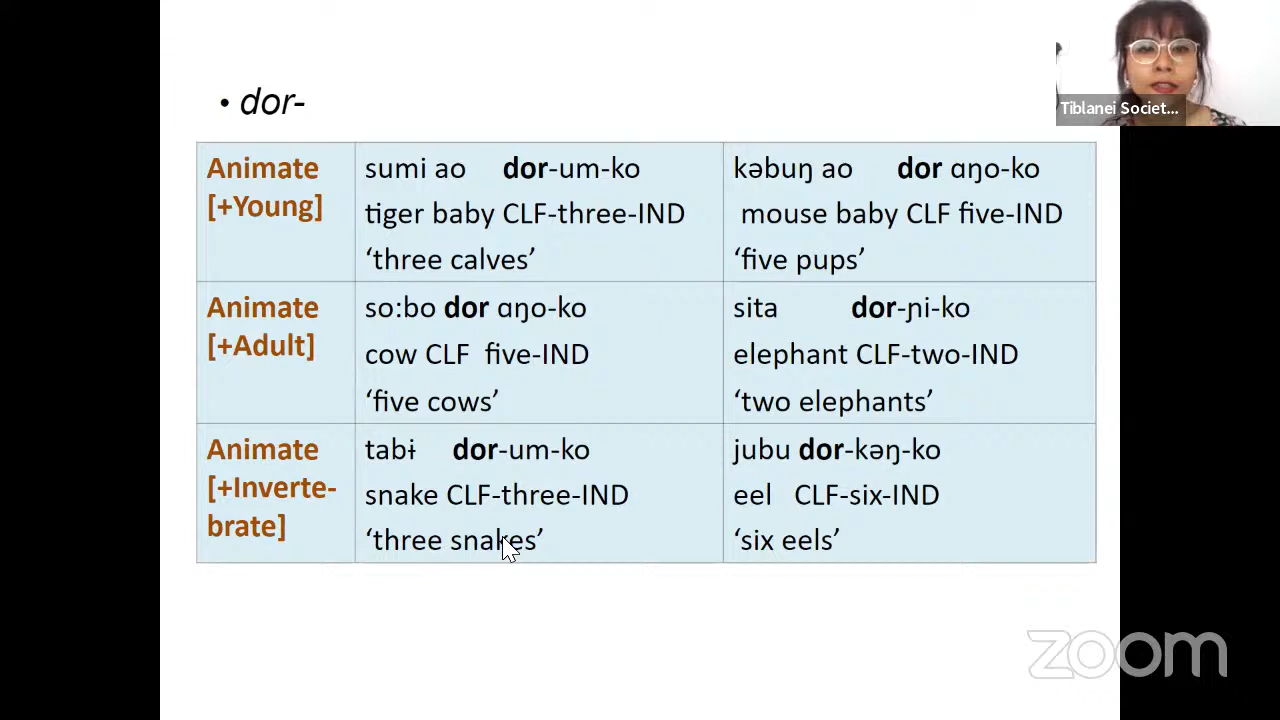 • dor-
Tiblanei Societ...
Animate
[+Young]
sumi ao dor-um-ko
tiger baby CLF-three-IND
‘three calves’
kəbuŋ ao dor ɑŋo-ko
mouse baby CLF five-IND
‘five pups’
Animate
[+Adult]
so:bo dor ɑŋo-ko
cow CLF five-IND
‘five cows’
sita dor-ɲi-ko
elephant CLF-two-IND
‘two elephants’
Animate
[+Inverte-
brate]
tabɨ dor-um-ko
snake CLF-three-IND
‘three snakes’
jubu dor-kəŋ-ko
eel CLF-six-IND
‘six eels’
zoom